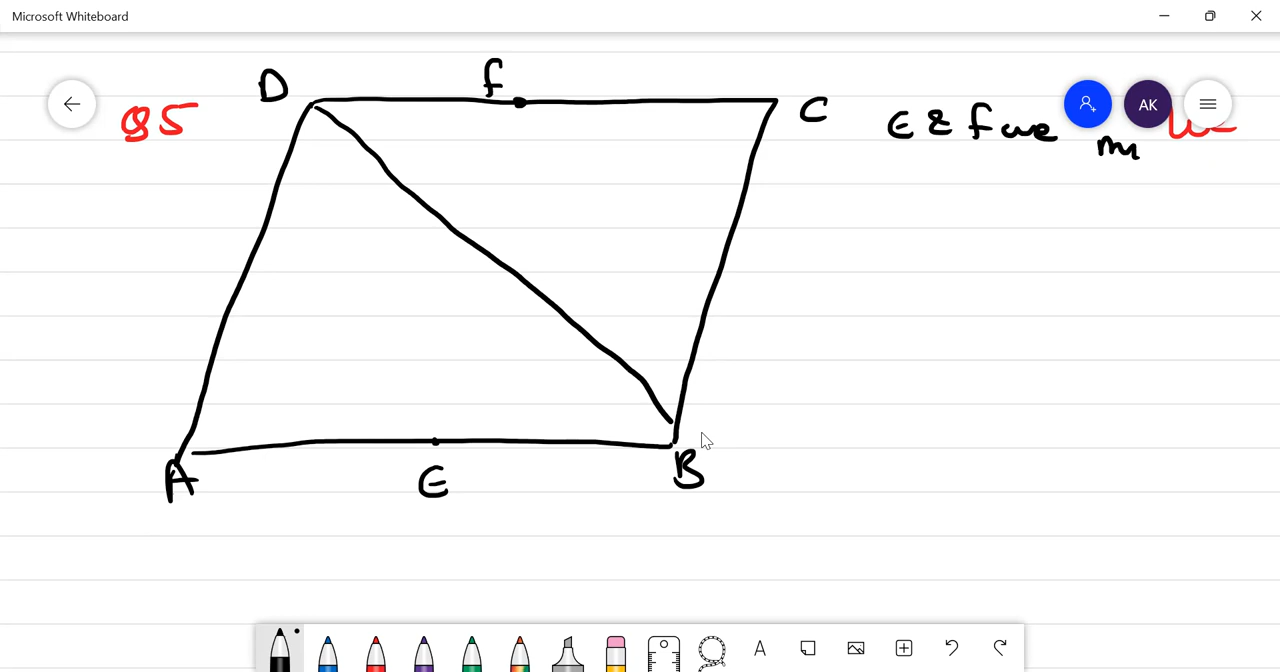 Microsoft Whiteboard
D f C
Q5
E & f are m
AK
A E B
A